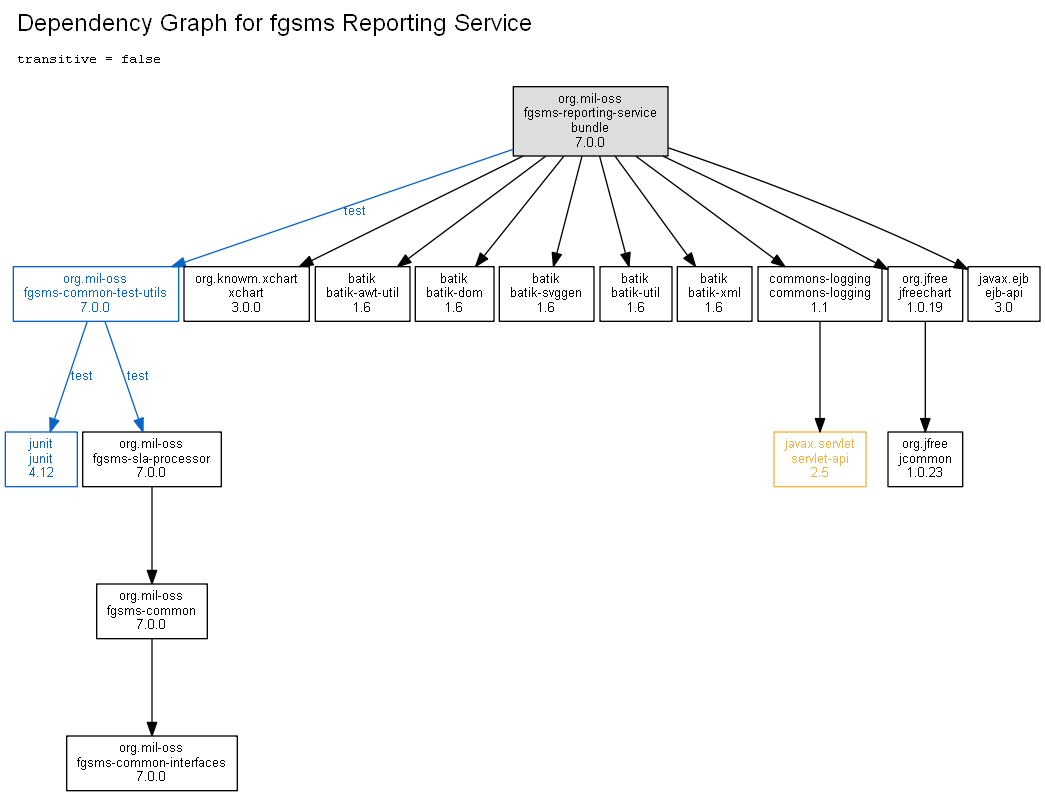 Dependency Graph for fgsms Reporting Service
transitive = false
org.mil-oss
fgsms-reporting-service
bundle
7.0.0
test
org.mil-oss
fgsms-common-test-utils
7.0.0
org.knowm.xchart
xchart
3.0.0
batik
batik-awt-util
1.6
batik
batik-dom
1.6
batik
batik-svggen
1.6
batik
batik-util
1.6
batik
batik-xml
1.6
commons-logging
commons-logging
1.1
org.jfree
jfreechart
1.0.19
javax.ejb
ejb-api
3.0
test
test
junit
junit
4.12
org.mil-oss
fgsms-sla-processor
7.0.0
javax.servlet
servlet-api
2.5
org.jfree
jcommon
1.0.23
org.mil-oss
fgsms-common
7.0.0
org.mil-oss
fgsms-common-interfaces
7.0.0